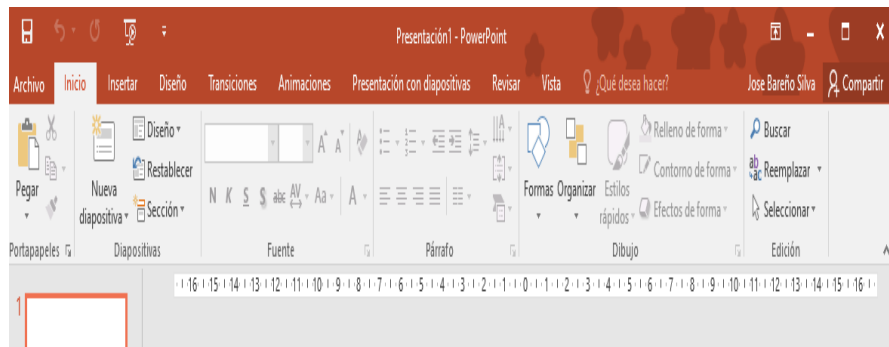 Presentación1 - PowerPoint
Archivo Inicio Insertar Diseño Transiciones Animaciones Presentación con diapositivas Revisar Vista ¿Qué desea hacer? Jose Bareño Silva Compartir
Diseño Relleno de forma Buscar
Restablecer Contorno de forma Reemplazar
Pegar Nueva diapositiva Sección N K S S abc AV Aa A Formas Organizar Estilos rápidos Efectos de forma Seleccionar
Portapapeles Diapositivas Fuente Párrafo Dibujo Edición
16 15 14 13 12 11 10 9 8 7 6 5 4 3 2 1 0 1 2 3 4 5 6 7 8 9 10 11 12 13 14 15 16
1